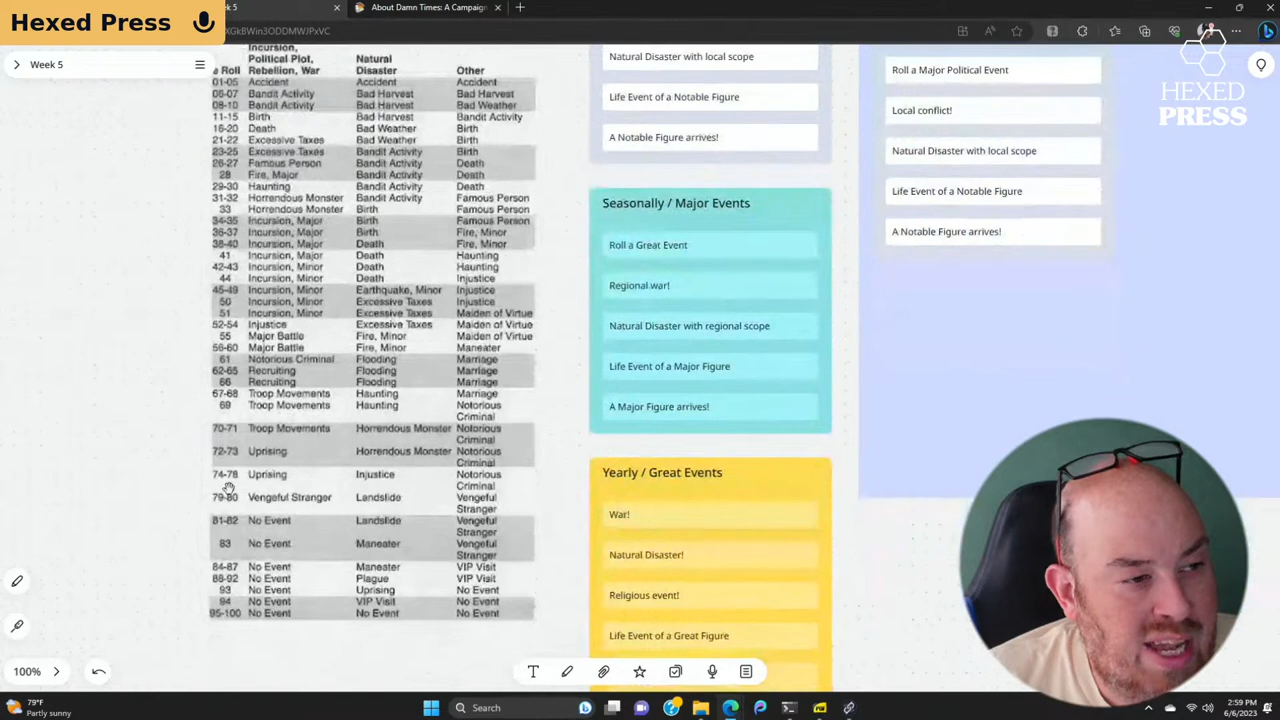 Hexed Press
5
About Damn Times: A Campaign
XGkBWin3ODDMWJPxVC
Week 5
HEXED
PRESS
Incursion,
Political Plot, Natural
e Roll Rebellion, War Disaster Other
01-05 Accident Accident Accident
06-07 Bandit Activity Bad Harvest Bad Harvest
08-10 Bandit Activity Bad Harvest Bad Weather
11-15 Birth Bad Harvest Bandit Activity
16-20 Death Bad Weather Birth
21-22 Excessive Taxes Bad Weather Birth
23-25 Excessive Taxes Bandit Activity Birth
26-27 Famous Person Bandit Activity Death
28 Fire, Major Bandit Activity Death
29-30 Haunting Bandit Activity Death
31-32 Horrendous Monster Bandit Activity Famous Person
33 Horrendous Monster Birth Famous Person
34-35 Incursion, Major Birth Famous Person
36-37 Incursion, Major Birth Fire, Minor
38-40 Incursion, Major Death Fire, Minor
41 Incursion, Major Death Haunting
42-43 Incursion, Minor Death Haunting
44 Incursion, Minor Death Injustice
45-49 Incursion, Minor Earthquake, Minor Injustice
50 Incursion, Minor Excessive Taxes Injustice
51 Incursion, Minor Excessive Taxes Maiden of Virtue
52-54 Injustice Excessive Taxes Maiden of Virtue
55 Major Battle Fire, Minor Maiden of Virtue
56-60 Major Battle Fire, Minor Maneater
61 Notorious Criminal Flooding Marriage
62-65 Recruiting Flooding Marriage
66 Recruiting Flooding Marriage
67-68 Troop Movements Haunting Marriage
69 Troop Movements Haunting Notorious
Criminal
70-71 Troop Movements Horrendous Monster Notorious
Criminal
72-73 Uprising Horrendous Monster Notorious
Criminal
74-78 Uprising Injustice Notorious
Criminal
79-80 Vengeful Stranger Landslide Vengeful
Stranger
81-82 No Event Landslide Vengeful
Stranger
83 No Event Maneater Vengeful
Stranger
84-87 No Event Maneater VIP Visit
88-92 No Event Plague VIP Visit
93 No Event Uprising No Event
94 No Event VIP Visit No Event
95-100 No Event No Event No Event
Natural Disaster with local scope
Life Event of a Notable Figure
A Notable Figure arrives!
Seasonally / Major Events
Roll a Great Event
Regional war!
Natural Disaster with regional scope
Life Event of a Major Figure
A Major Figure arrives!
Yearly / Great Events
War!
Natural Disaster!
Religious event!
Life Event of a Great Figure
Roll a Major Political Event
Local conflict!
Natural Disaster with local scope
Life Event of a Notable Figure
A Notable Figure arrives!
100%
79°F
Partly sunny
Search
2:59 PM
6/6/2023